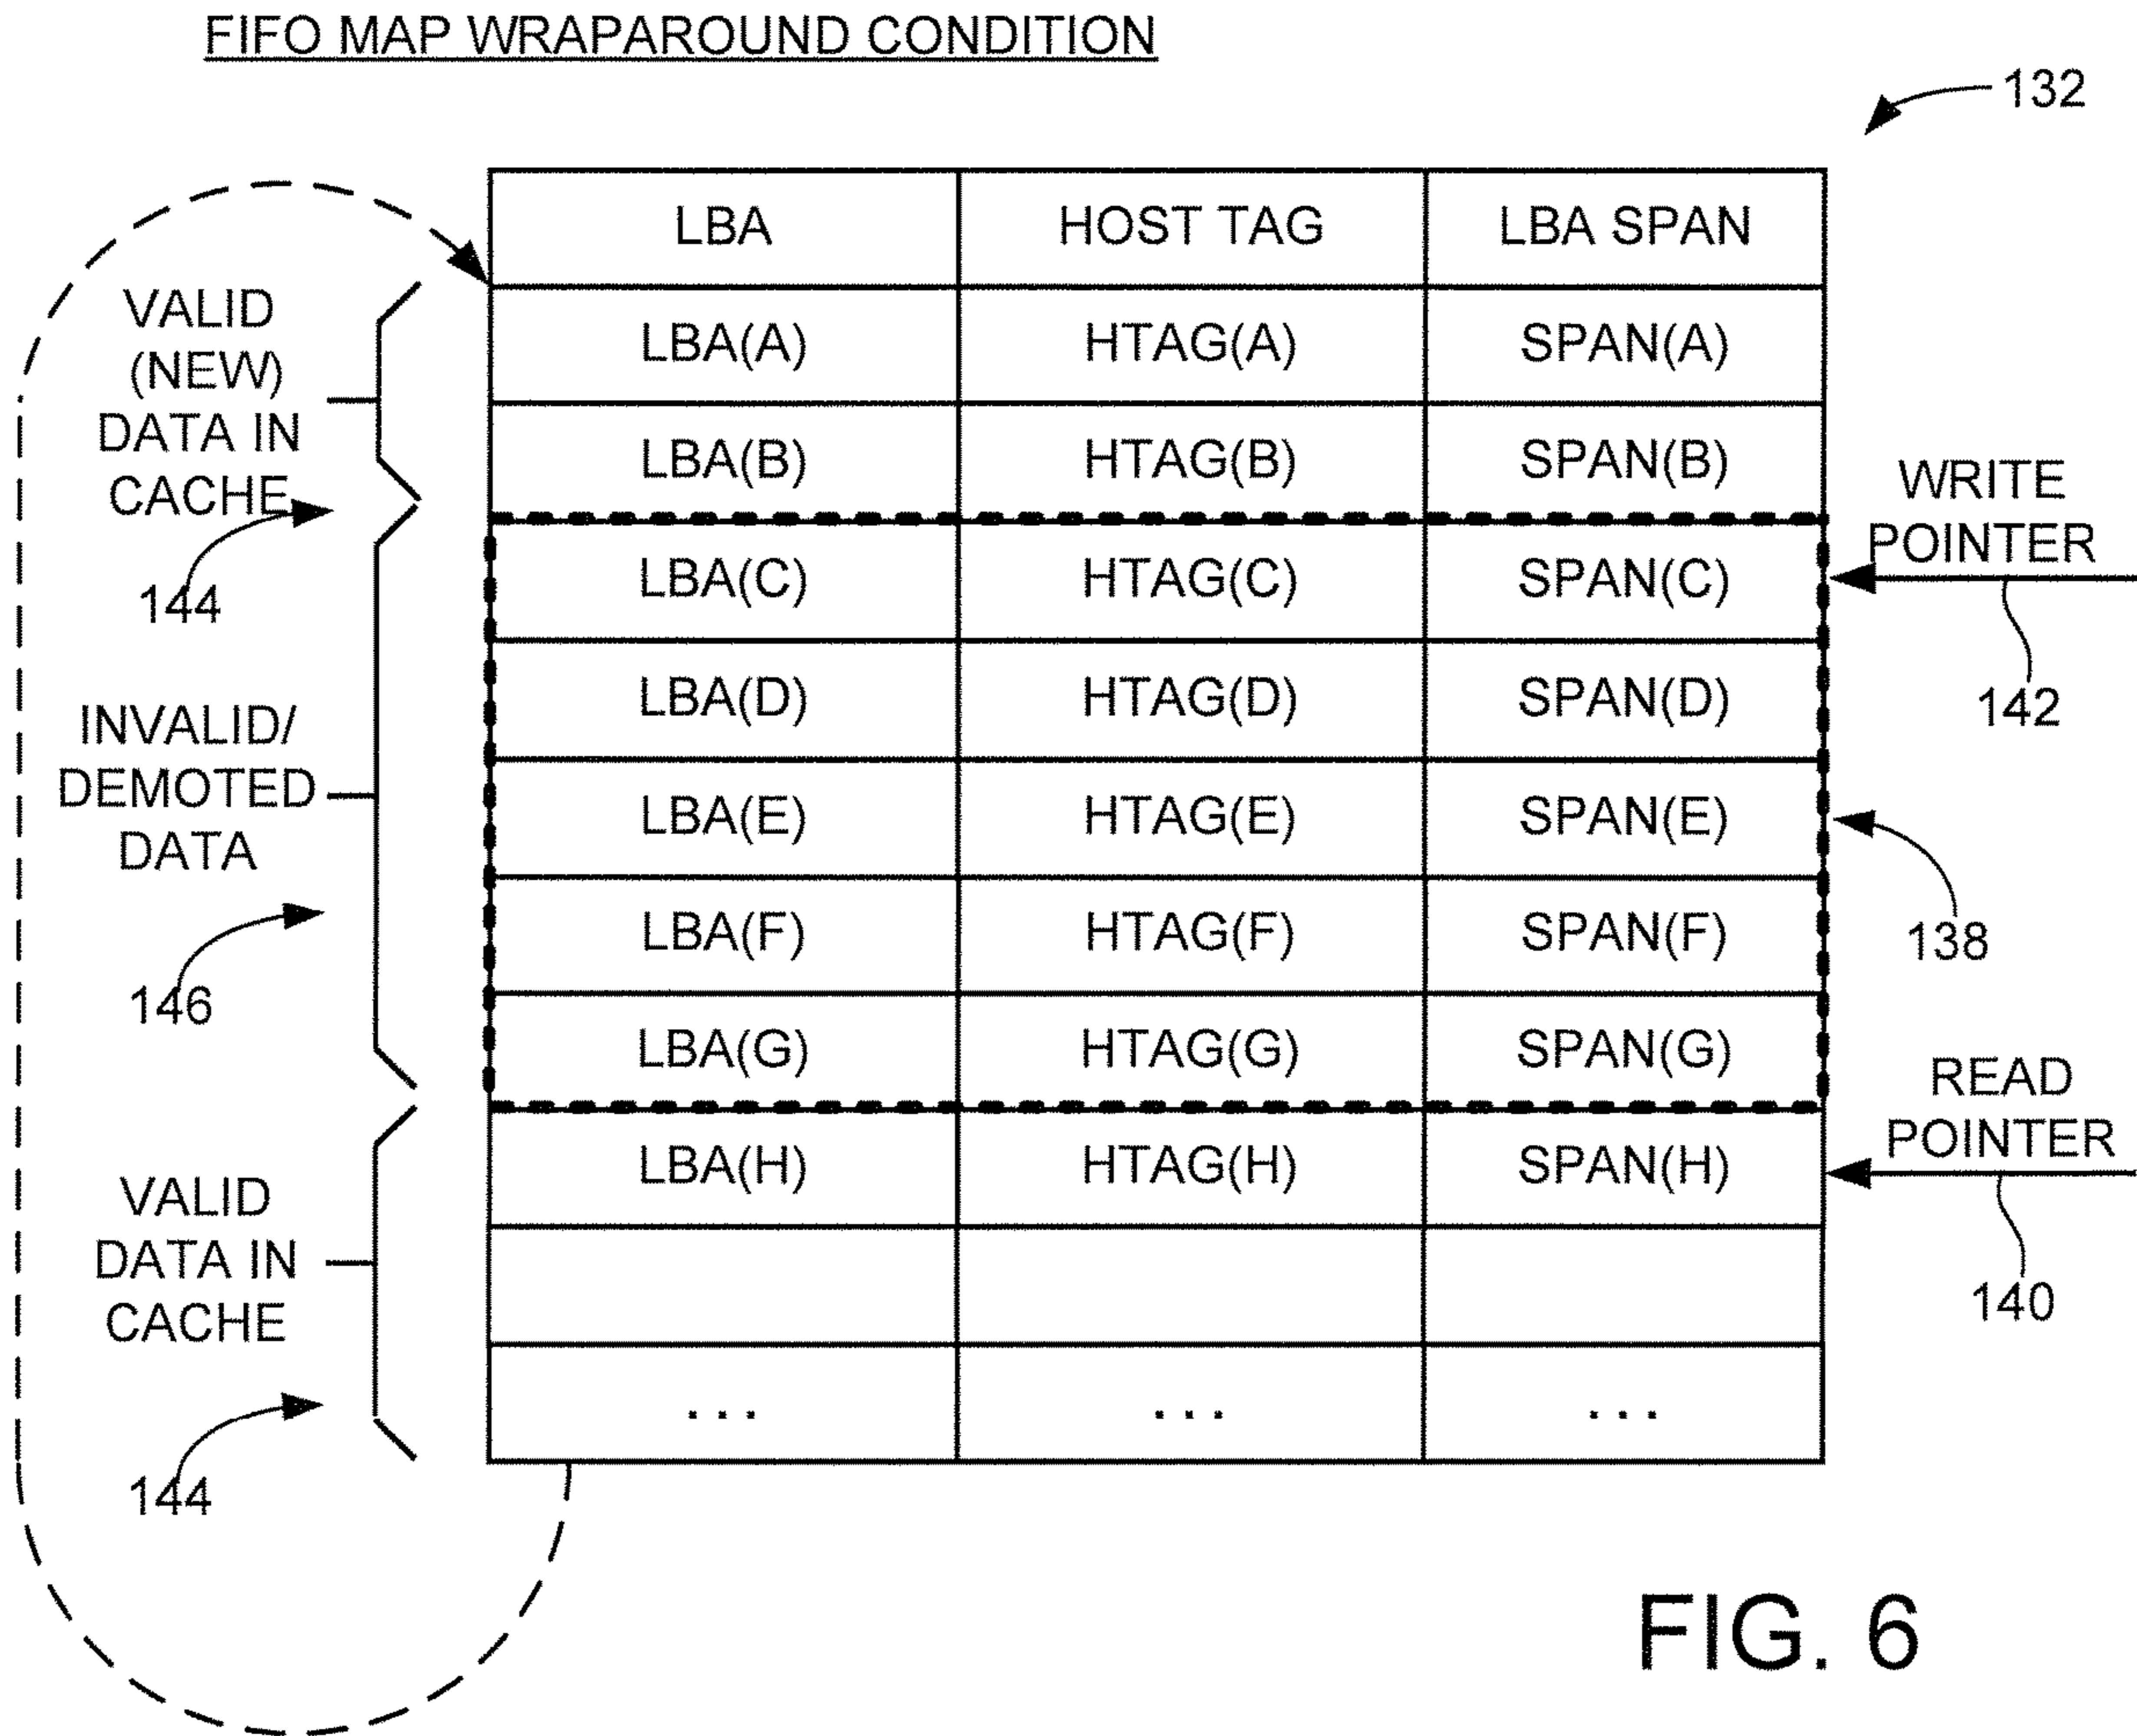 FIFO MAP WRAPAROUND CONDITION
132
LBA HOST TAG LBA SPAN
LBA(A) HTAG(A) SPAN(A)
LBA(B) HTAG(B) SPAN(B)
LBA(C) HTAG(C) SPAN(C)
LBA(D) HTAG(D) SPAN(D)
LBA(E) HTAG(E) SPAN(E)
LBA(F) HTAG(F) SPAN(F)
LBA(G) HTAG(G) SPAN(G)
LBA(H) HTAG(H) SPAN(H)
... ... ...
VALID
(NEW)
DATA IN
CACHE
144
INVALID/
DEMOTED
DATA
146
VALID
DATA IN
CACHE
144
WRITE
POINTER
142
138
READ
POINTER
140
FIG. 6